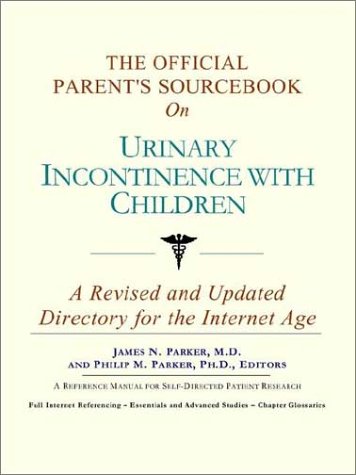 THE OFFICIAL
PARENT'S SOURCEBOOK
On
URINARY
INCONTINENCE WITH
CHILDREN
A Revised and Updated
Directory for the Internet Age
JAMES N. PARKER, M.D.
AND PHILIP M. PARKER, PH.D., EDITORS
A REFERENCE MANUAL FOR SELF-DIRECTED PATIENT RESEARCH
Full Internet Referencing – Essentials and Advanced Studies – Chapter Glossaries